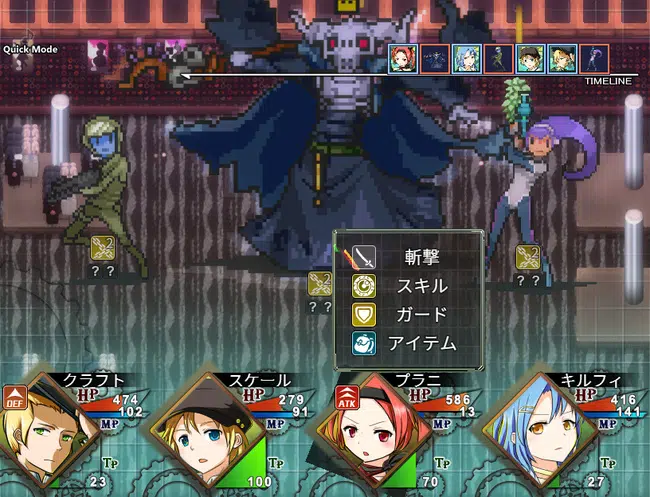 Quick Mode
TIMELINE
2
? ?
2
? ?
? ?
斬撃
スキル
ガード
アイテム
クラフト
HP
474
DEF
102
MP
TP
23
スケール
HP
279
91
MP
TP
100
プラニ
HP
586
ATK
13
MP
TP
70
キルフィ
HP
416
141
MP
TP
27